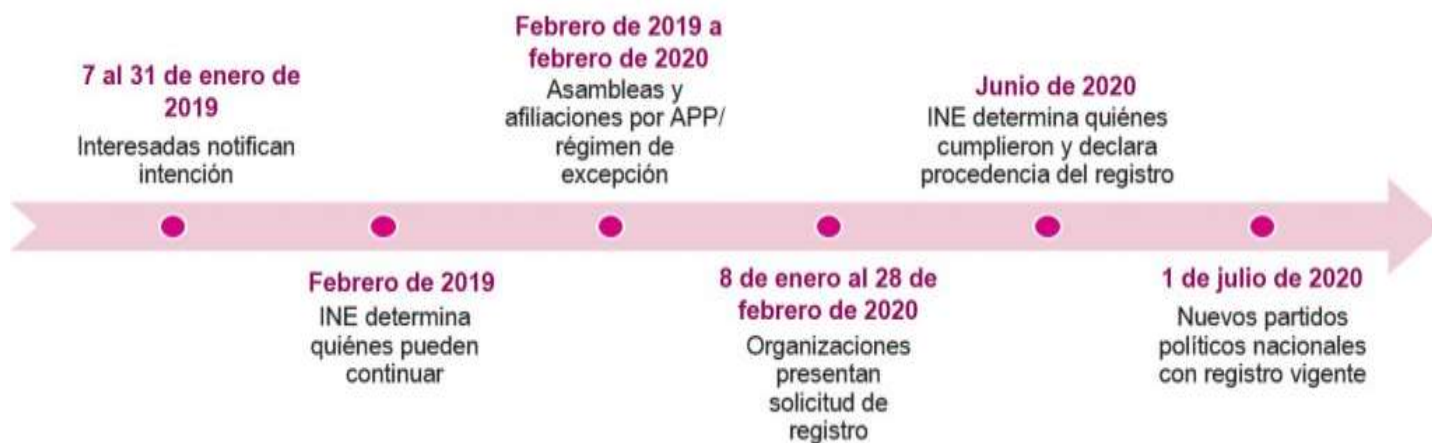 7 al 31 de enero de
2019
Interesadas notifican
intención
Febrero de 2019
INE determina
quiénes pueden
continuar
Febrero de 2019 a
febrero de 2020
Asambleas y
afiliaciones por APP/
régimen de
excepción
8 de enero al 28 de
febrero de 2020
Organizaciones
presentan
solicitud de
registro
Junio de 2020
INE determina quiénes
cumplieron y declara
procedencia del registro
1 de julio de 2020
Nuevos partidos
políticos nacionales
con registro vigente